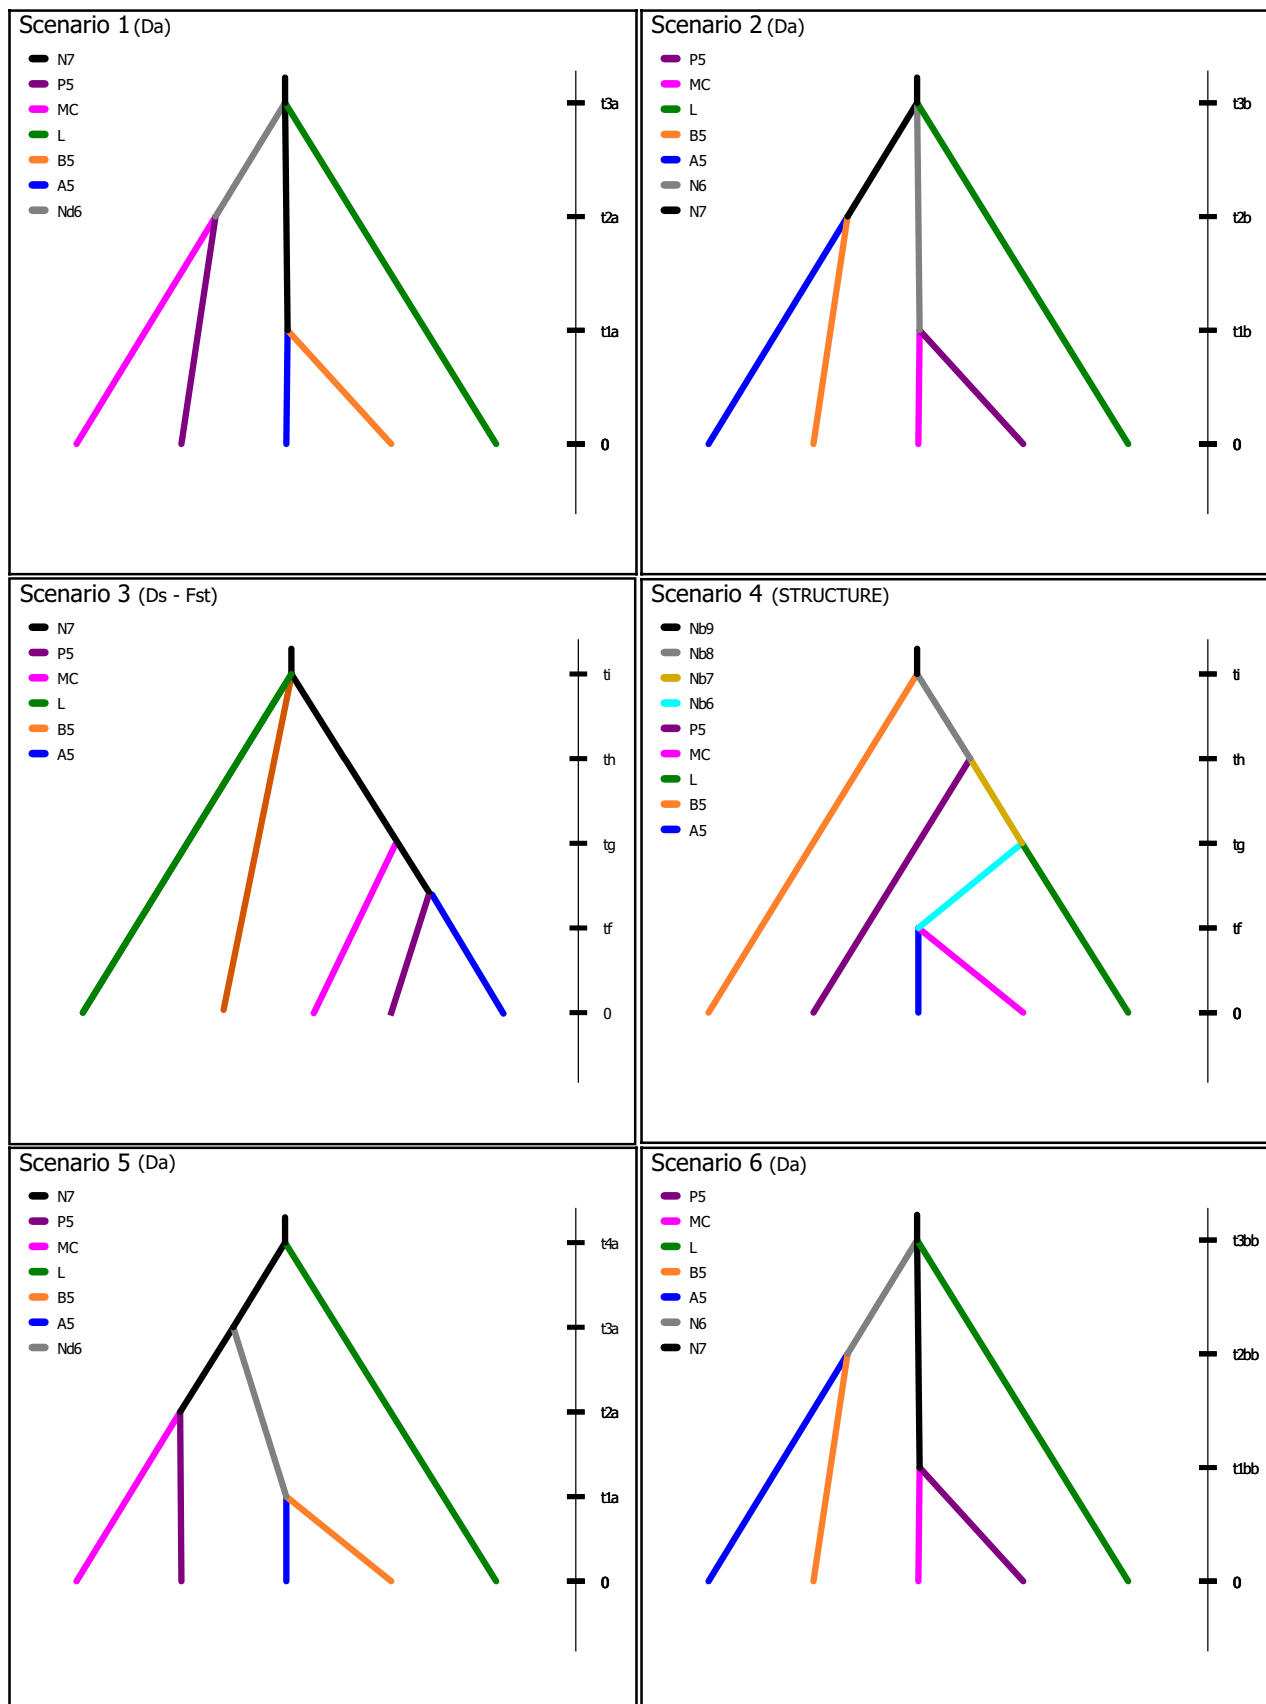 Scenario 1 (Da)
N7
P5
MC
L
B5
A5
Nd6
t3a
t2a
t1a
0
Scenario 2 (Da)
P5
MC
L
B5
A5
N6
N7
t3b
t2b
t1b
0
Scenario 3 (Ds - Fst)
N7
P5
MC
L
B5
A5
ti
th
tg
tf
0
Scenario 4 (STRUCTURE)
Nb9
Nb8
Nb7
Nb6
P5
MC
L
B5
A5
ti
th
tg
tf
0
Scenario 5 (Da)
N7
P5
MC
L
B5
A5
Nd6
t4a
t3a
t2a
t1a
0
Scenario 6 (Da)
P5
MC
L
B5
A5
N6
N7
t3bb
t2bb
t1bb
0